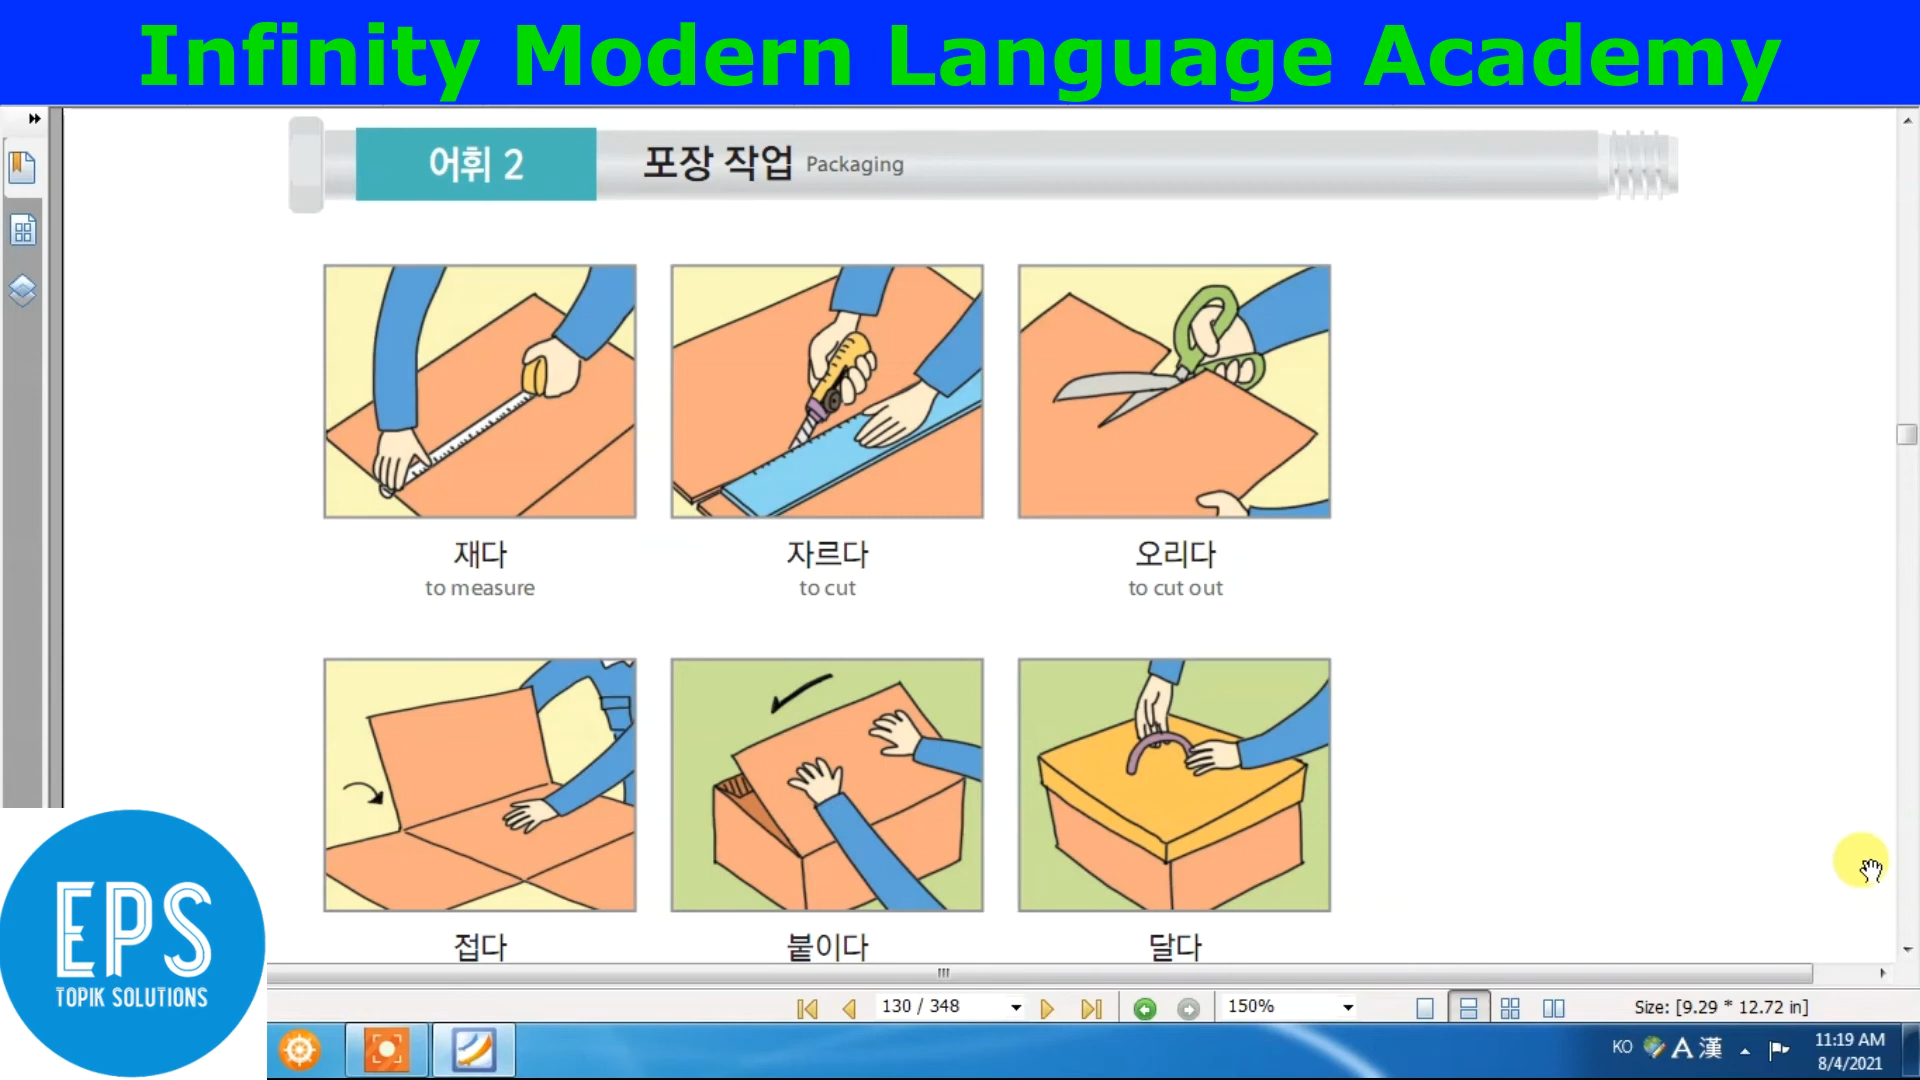 Infinity Modern Language Academy
어휘 2
포장 작업 Packaging
재다
to measure
자르다
to cut
오리다
to cut out
접다
붙이다
달다
EPS
TOPIK SOLUTIONS
130 / 348
150%
Size: [9.29 * 12.72 in]
KO
A 漢
11:19 AM
8/4/2021